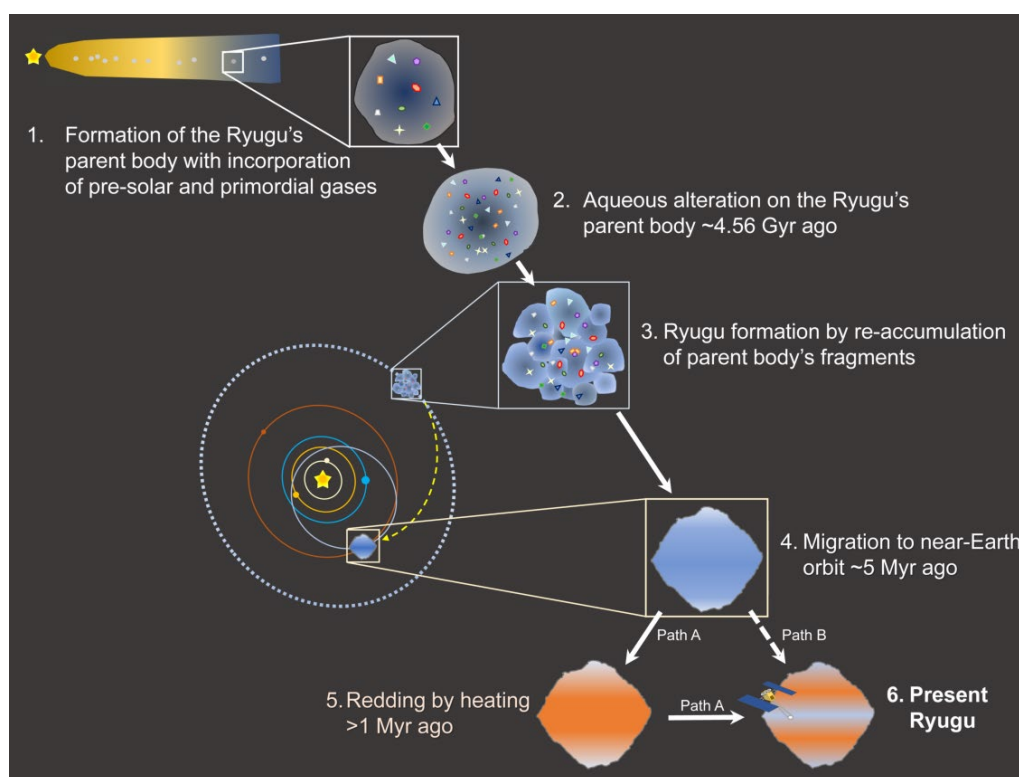 1. Formation of the Ryugu's
parent body with incorporation
of pre-solar and primordial gases
2. Aqueous alteration on the Ryugu's
parent body ~4.56 Gyr ago
3. Ryugu formation by re-accumulation
of parent body's fragments
4. Migration to near-Earth
orbit ~5 Myr ago
Path A
Path B
5. Redding by heating
>1 Myr ago
Path A
6. Present
Ryugu